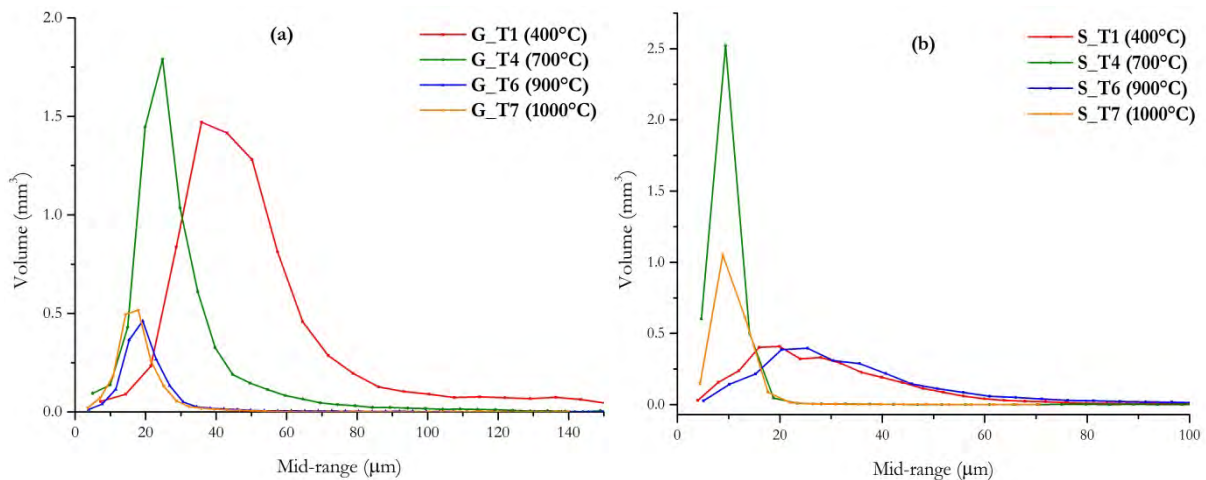 (a)
G_T1 (400°C)
G_T4 (700°C)
G_T6 (900°C)
G_T7 (1000°C)
2.0
1.5
1.0
0.5
0.0
Volume (mm³)
0 20 40 60 80 100 120 140
Mid-range (µm)
(b)
S_T1 (400°C)
S_T4 (700°C)
S_T6 (900°C)
S_T7 (1000°C)
2.5
2.0
1.5
1.0
0.5
0.0
Volume (mm³)
0 20 40 60 80 100
Mid-range (µm)